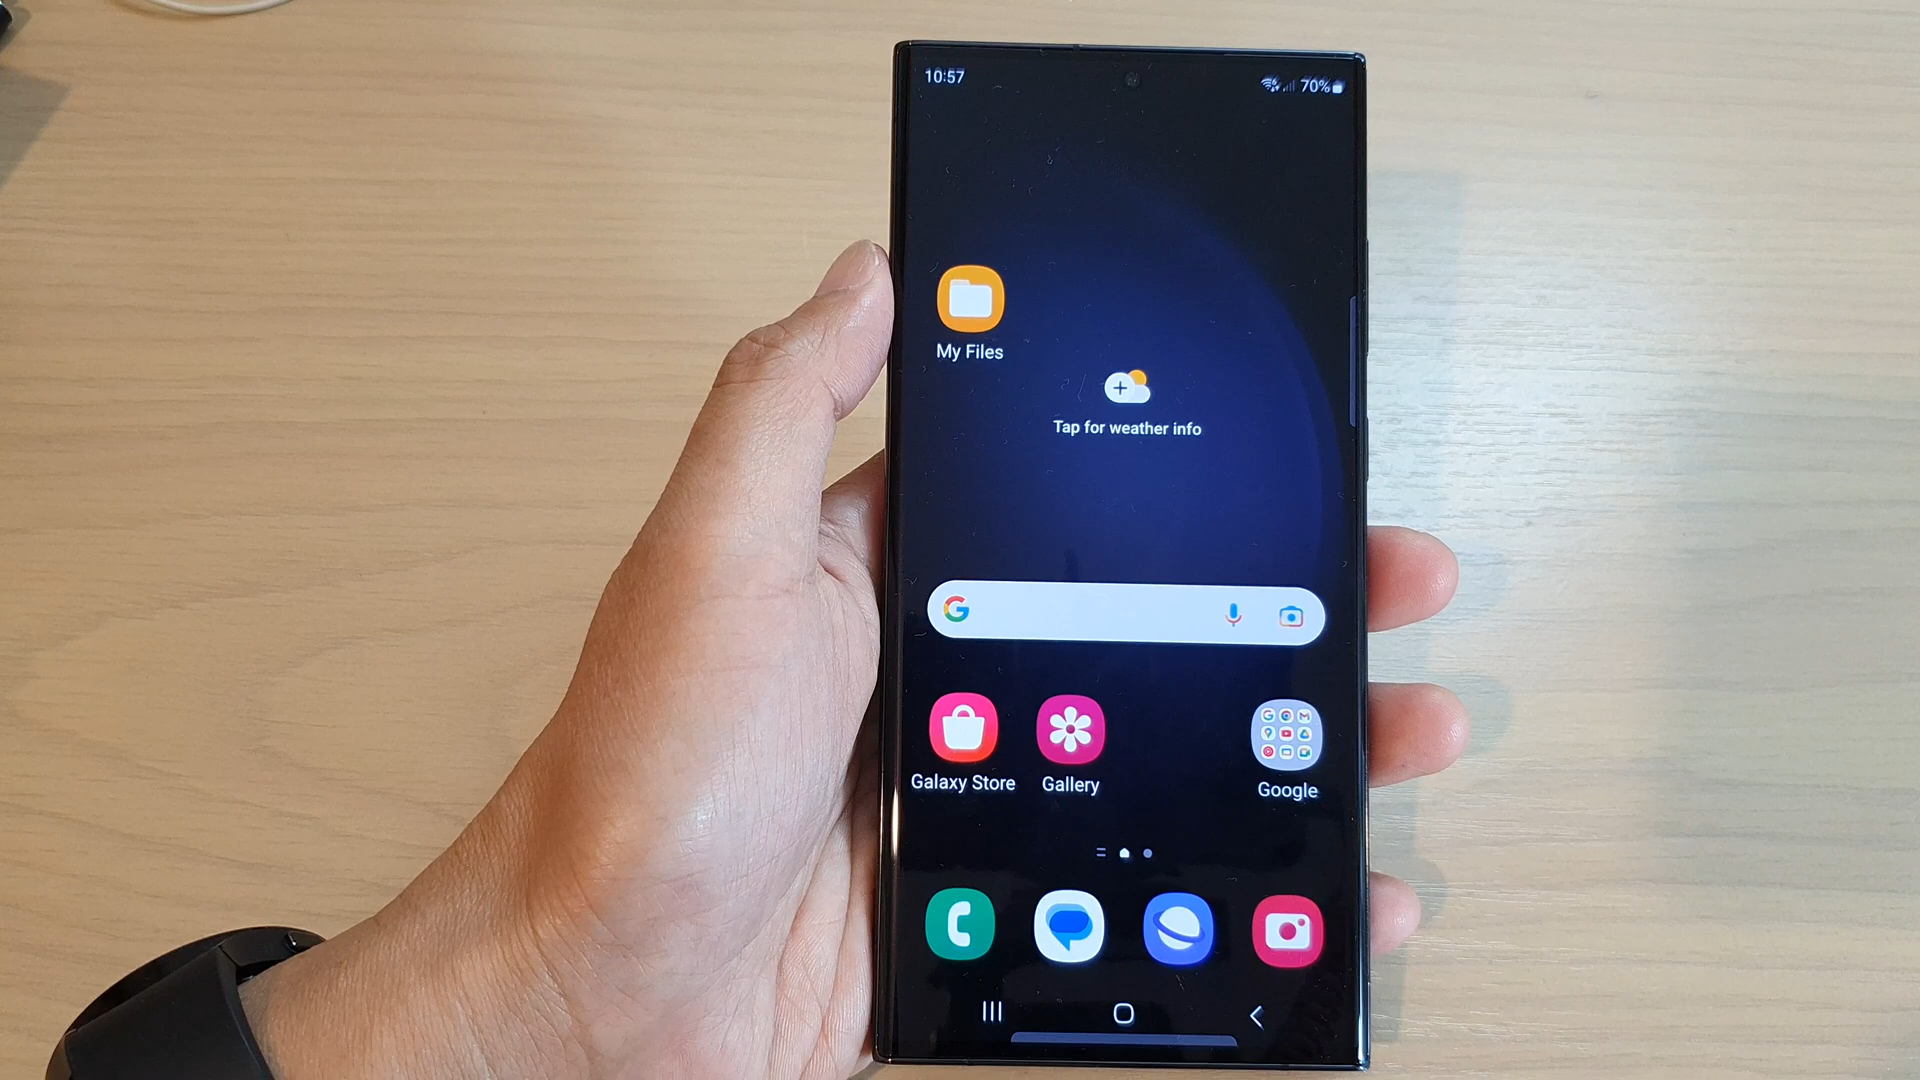 10:57
70%
My Files
Tap for weather info
Galaxy Store
Gallery
Google